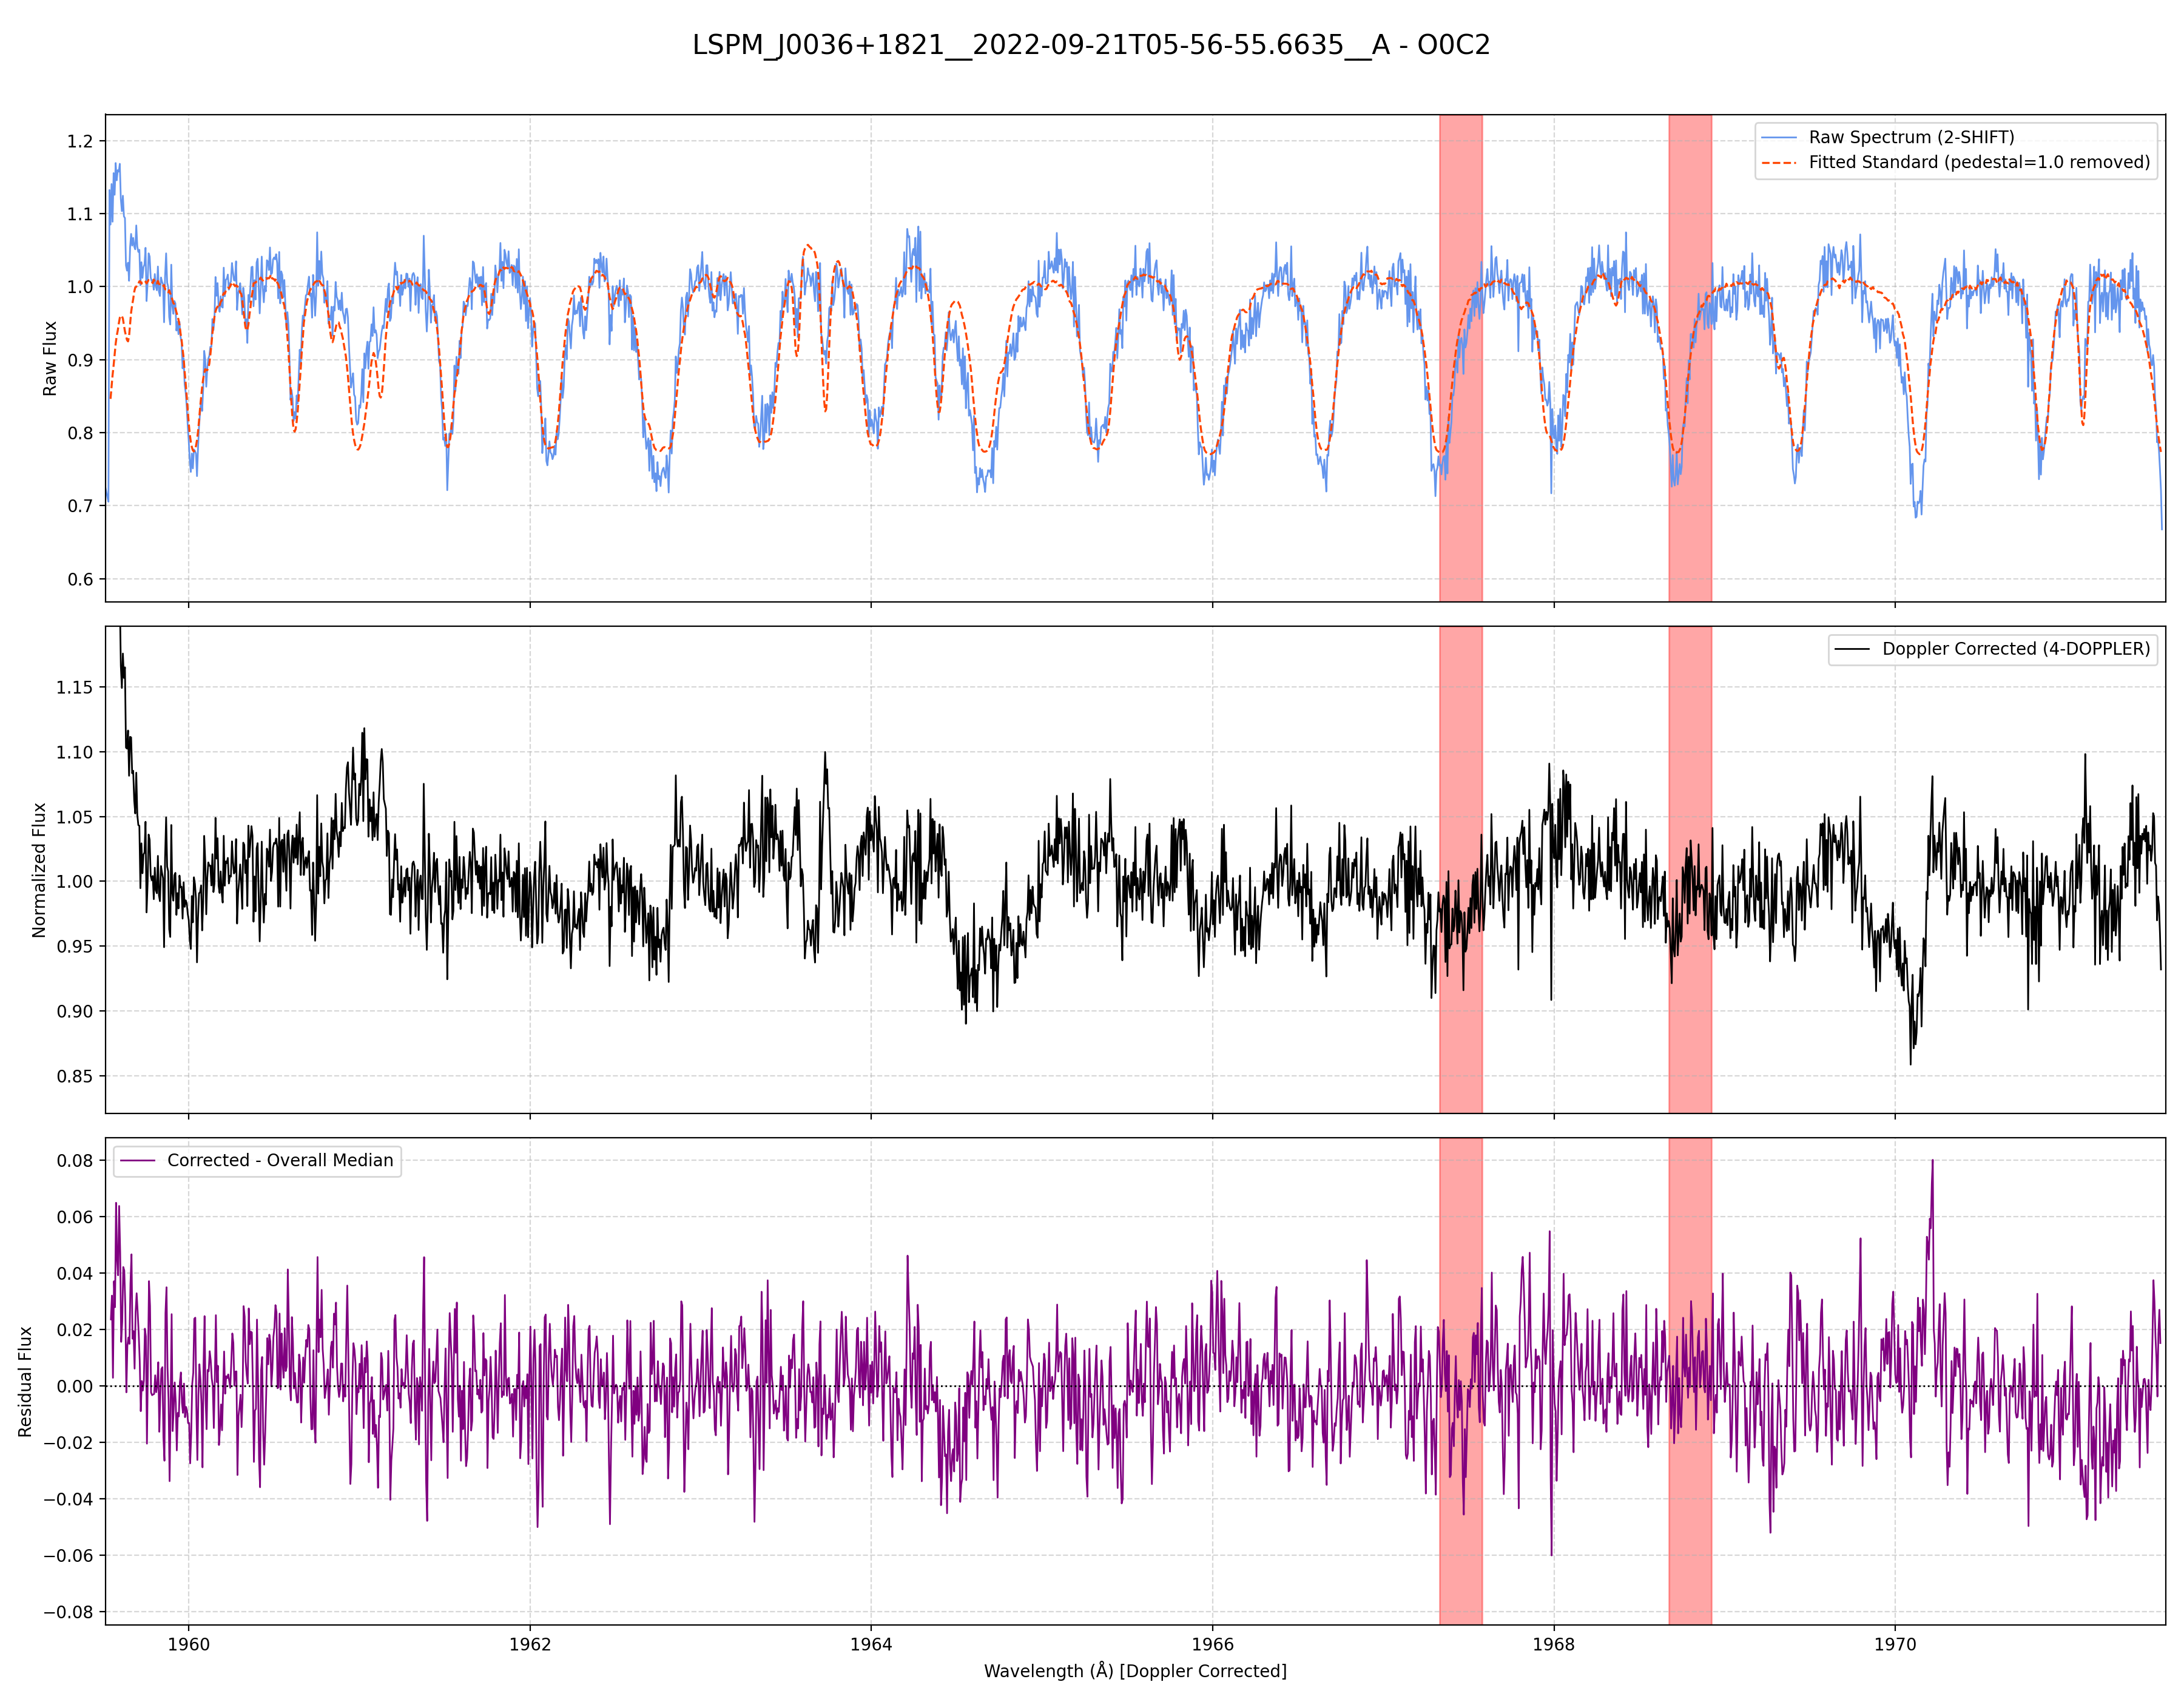 LSPM_J0036+1821__2022-09-21T05-56-55.6635__A - O0C2
Raw Flux
1.2
1.1
1.0
0.9
0.8
0.7
0.6
Raw Spectrum (2-SHIFT)
Fitted Standard (pedestal=1.0 removed)
Normalized Flux
1.15
1.10
1.05
1.00
0.95
0.90
0.85
Doppler Corrected (4-DOPPLER)
Residual Flux
0.08
0.06
0.04
0.02
0.00
−0.02
−0.04
−0.06
−0.08
Corrected - Overall Median
1960 1962 1964 1966 1968 1970
Wavelength (Å) [Doppler Corrected]